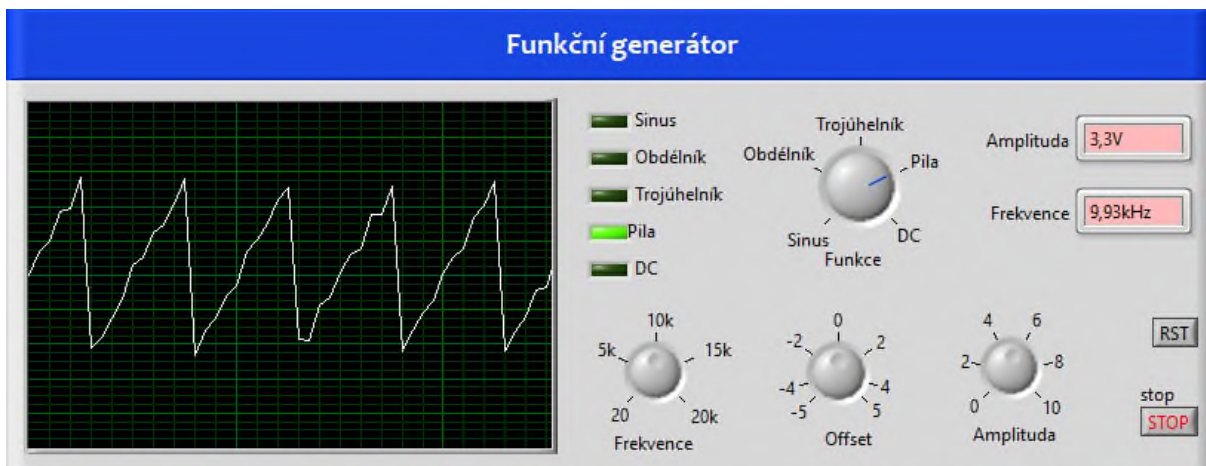 Funkční generátor
Sinus
Obdélník
Trojúhelník
Pila
DC
Trojúhelník
Obdélník
Pila
Sinus
DC
Funkce
Amplituda 3,3V
Frekvence 9,93kHz
10k
5k
15k
20
20k
Frekvence
0
-2
2
-4
4
-5
5
Offset
4
6
2
8
0
10
Amplituda
RST
stop
STOP